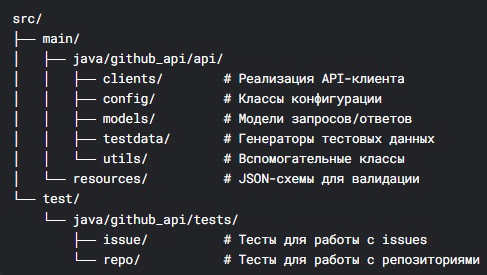 src/
├── main/
│   ├── java/github_api/api/
│   │   ├── clients/        # Реализация API-клиента
│   │   ├── config/         # Классы конфигурации
│   │   ├── models/         # Модели запросов/ответов
│   │   ├── testdata/       # Генераторы тестовых данных
│   │   └── utils/          # Вспомогательные классы
│   └── resources/          # JSON-схемы для валидации
└── test/
    └── java/github_api/tests/
        ├── issue/          # Тесты для работы с issues
        └── repo/           # Тесты для работы с репозиториями